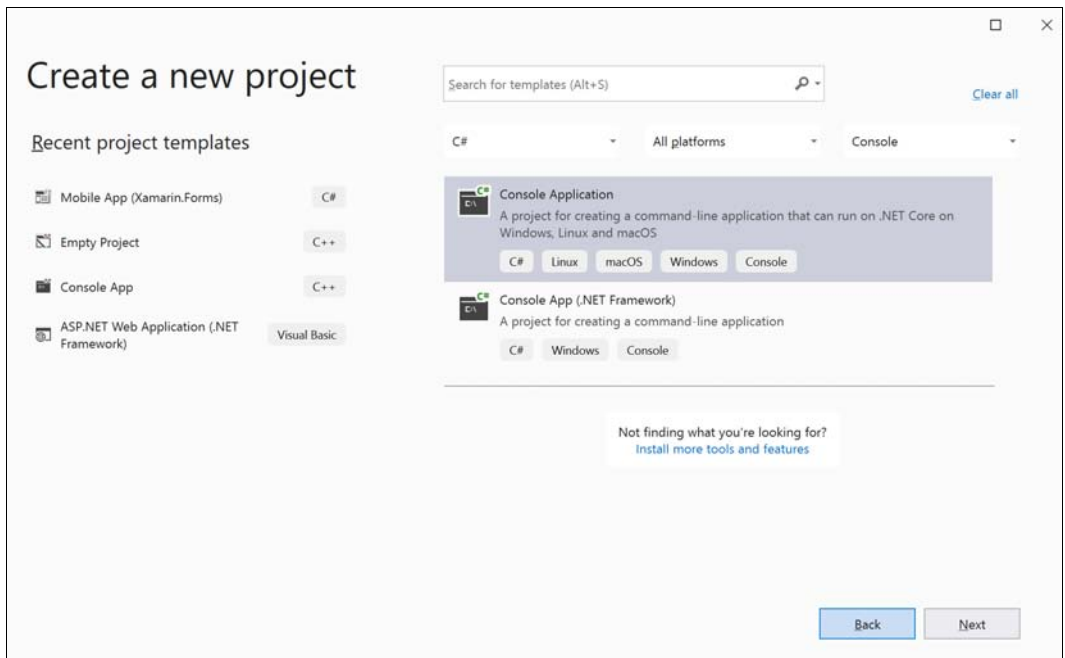 Create a new project
Search for templates (Alt+S)
Clear all
Recent project templates
C#
All platforms
Console
Mobile App (Xamarin.Forms)
C#
Empty Project
C++
Console App
C++
ASP.NET Web Application (.NET
Framework)
Visual Basic
C#
C:\
Console Application
A project for creating a command-line application that can run on .NET Core on
Windows, Linux and macOS
C# Linux macOS Windows Console
C#
C:\
Console App (.NET Framework)
A project for creating a command-line application
C# Windows Console
Not finding what you're looking for?
Install more tools and features
Back
Next